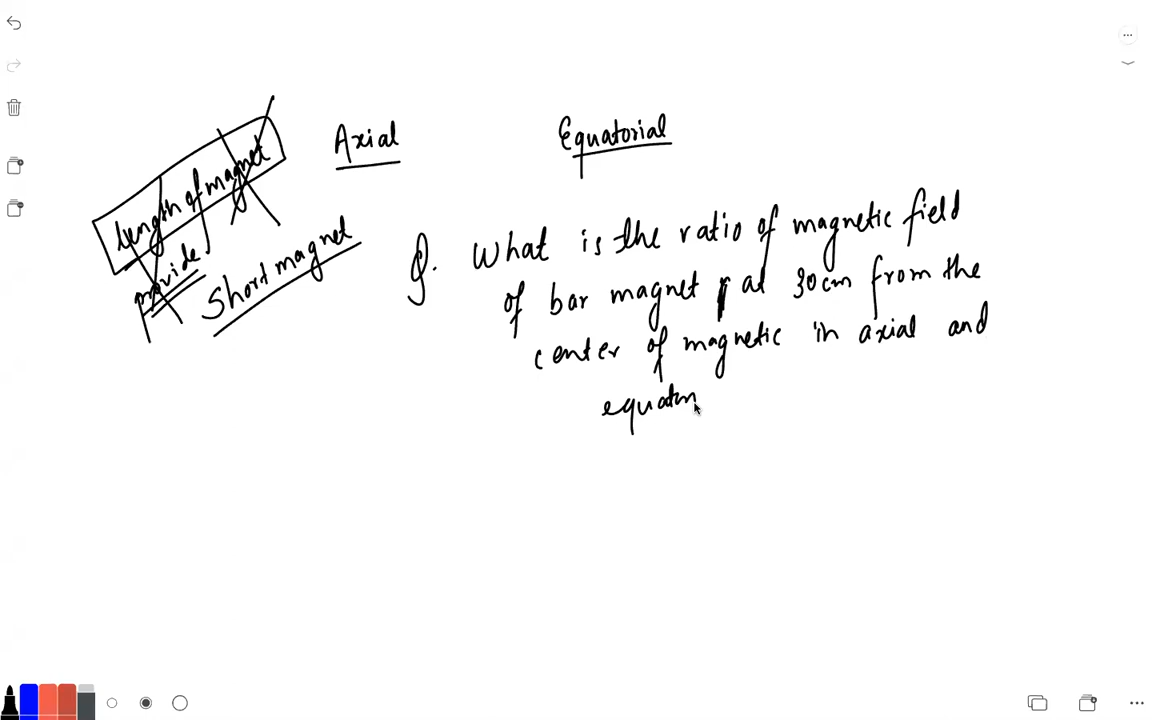 Axial
Equatorial
length of magnet
provide
Short magnet
Q. What is the ratio of magnetic field
of bar magnet at 30cm from the
center of magnetic in axial and
equator